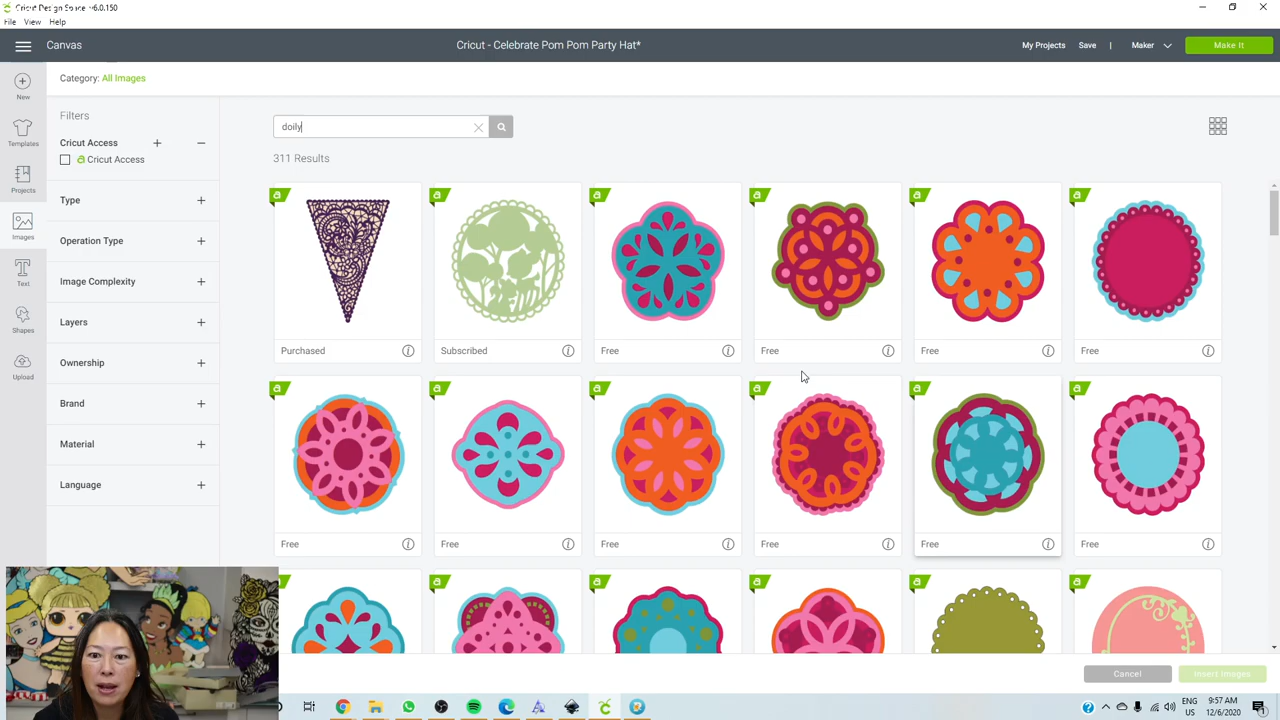 Cricut Design Space v6.0.150
File View Help
Canvas
Cricut - Celebrate Pom Pom Party Hat*
My Projects Save | Maker Make It
New
Templates
Projects
Images
Text
Shapes
Upload
Category: All Images
Filters
Cricut Access + −
a Cricut Access
Type +
Operation Type +
Image Complexity +
Layers +
Ownership +
Brand +
Material +
Language +
doily
311 Results
a a a a a a
Purchased Subscribed Free Free Free Free
a a a a a a
Free Free Free Free Free Free
a a a a a a
Cancel Insert Images
ENG 9:57 AM
US 12/6/2020